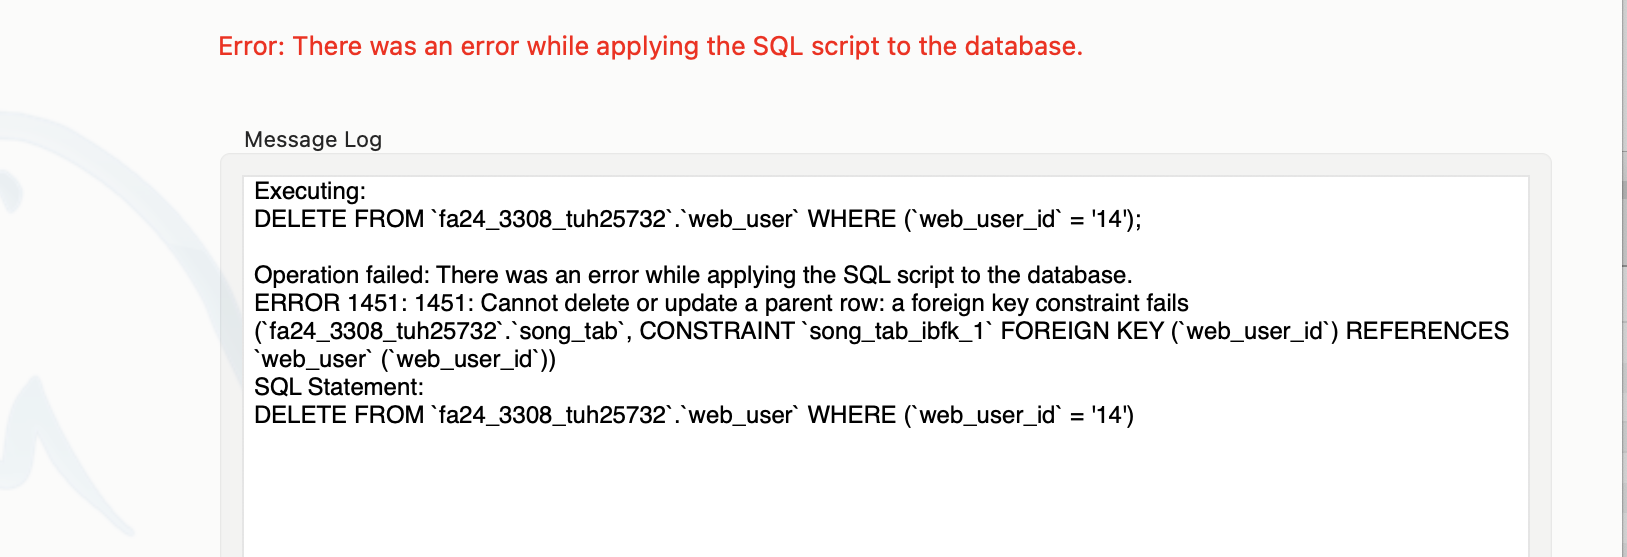 Error: There was an error while applying the SQL script to the database.
Message Log
Executing:
DELETE FROM `fa24_3308_tuh25732`.`web_user` WHERE (`web_user_id` = '14');
Operation failed: There was an error while applying the SQL script to the database.
ERROR 1451: 1451: Cannot delete or update a parent row: a foreign key constraint fails
(`fa24_3308_tuh25732`.`song_tab`, CONSTRAINT `song_tab_ibfk_1` FOREIGN KEY (`web_user_id`) REFERENCES
`web_user` (`web_user_id`))
SQL Statement:
DELETE FROM `fa24_3308_tuh25732`.`web_user` WHERE (`web_user_id` = '14')